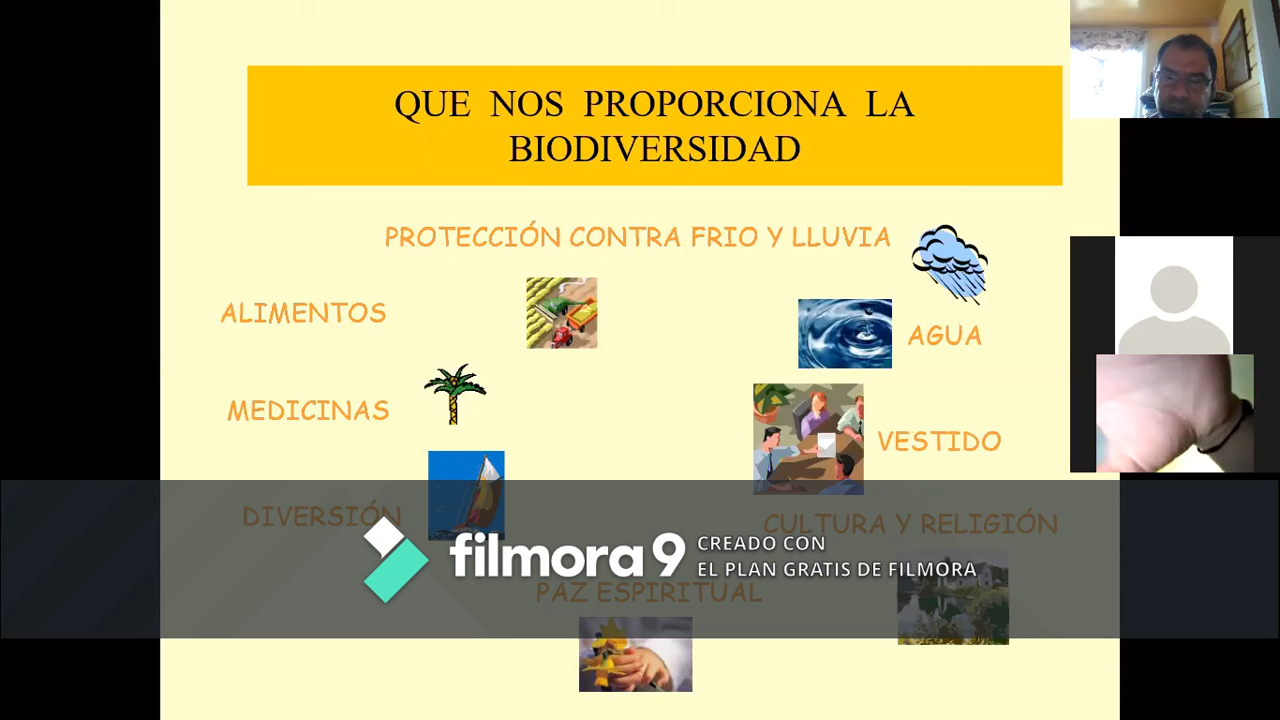 QUE NOS PROPORCIONA LA
BIODIVERSIDAD
PROTECCIÓN CONTRA FRIO Y LLUVIA
ALIMENTOS
AGUA
MEDICINAS
VESTIDO
DIVERSIÓN
CULTURA Y RELIGIÓN
filmora 9
CREADO CON
EL PLAN GRATIS DE FILMORA
PAZ ESPIRITUAL